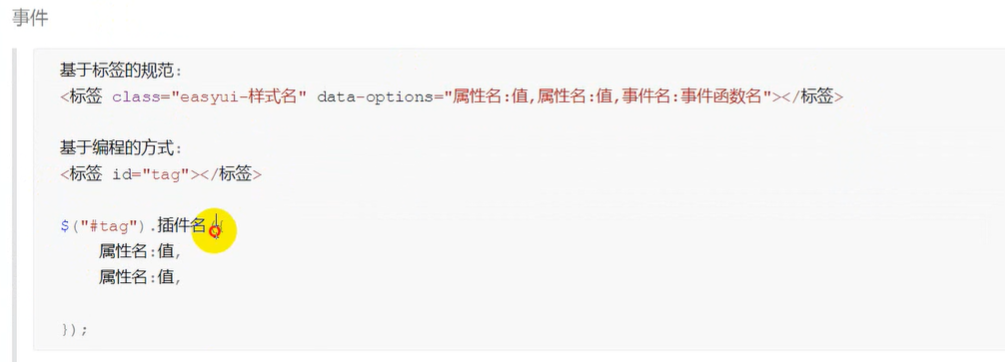 事件
基于标签的规范:
<标签 class="easyui-样式名" data-options="属性名:值,属性名:值,事件名:事件函数名"></标签>
基于编程的方式:
<标签 id="tag"></标签>
$("#tag").插件名({
属性名:值,
属性名:值,
});